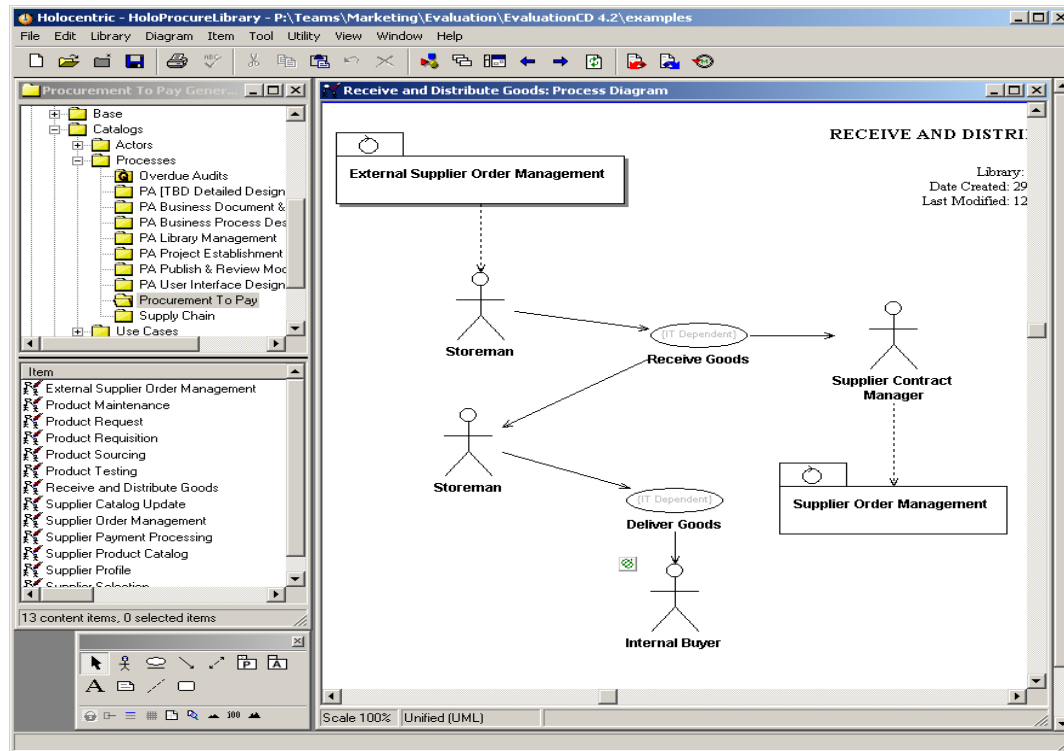 Holocentric - HoloProcureLibrary - P:\Teams\Marketing\Evaluation\EvaluationCD 4.2\examples
File Edit Library Diagram Item Tool Utility View Window Help
Procurement To Pay Gener...
Base
Catalogs
Actors
Processes
Overdue Audits
PA [TBD Detailed Design
PA Business Document &
PA Business Process Des
PA Library Management
PA Project Establishment
PA Publish & Review Mod
PA User Interface Design
Procurement To Pay
Supply Chain
Use Cases
Item
External Supplier Order Management
Product Maintenance
Product Request
Product Requisition
Product Sourcing
Product Testing
Receive and Distribute Goods
Supplier Catalog Update
Supplier Order Management
Supplier Payment Processing
Supplier Product Catalog
Supplier Profile
Supplier Selection
13 content items, 0 selected items
P A
A
100
Receive and Distribute Goods: Process Diagram
RECEIVE AND DISTRI
Library:
Date Created: 29
Last Modified: 12
External Supplier Order Management
Storeman
{IT Dependent}
Receive Goods
Supplier Contract
Manager
Storeman
{IT Dependent}
Deliver Goods
Supplier Order Management
Internal Buyer
Scale 100% Unified (UML)